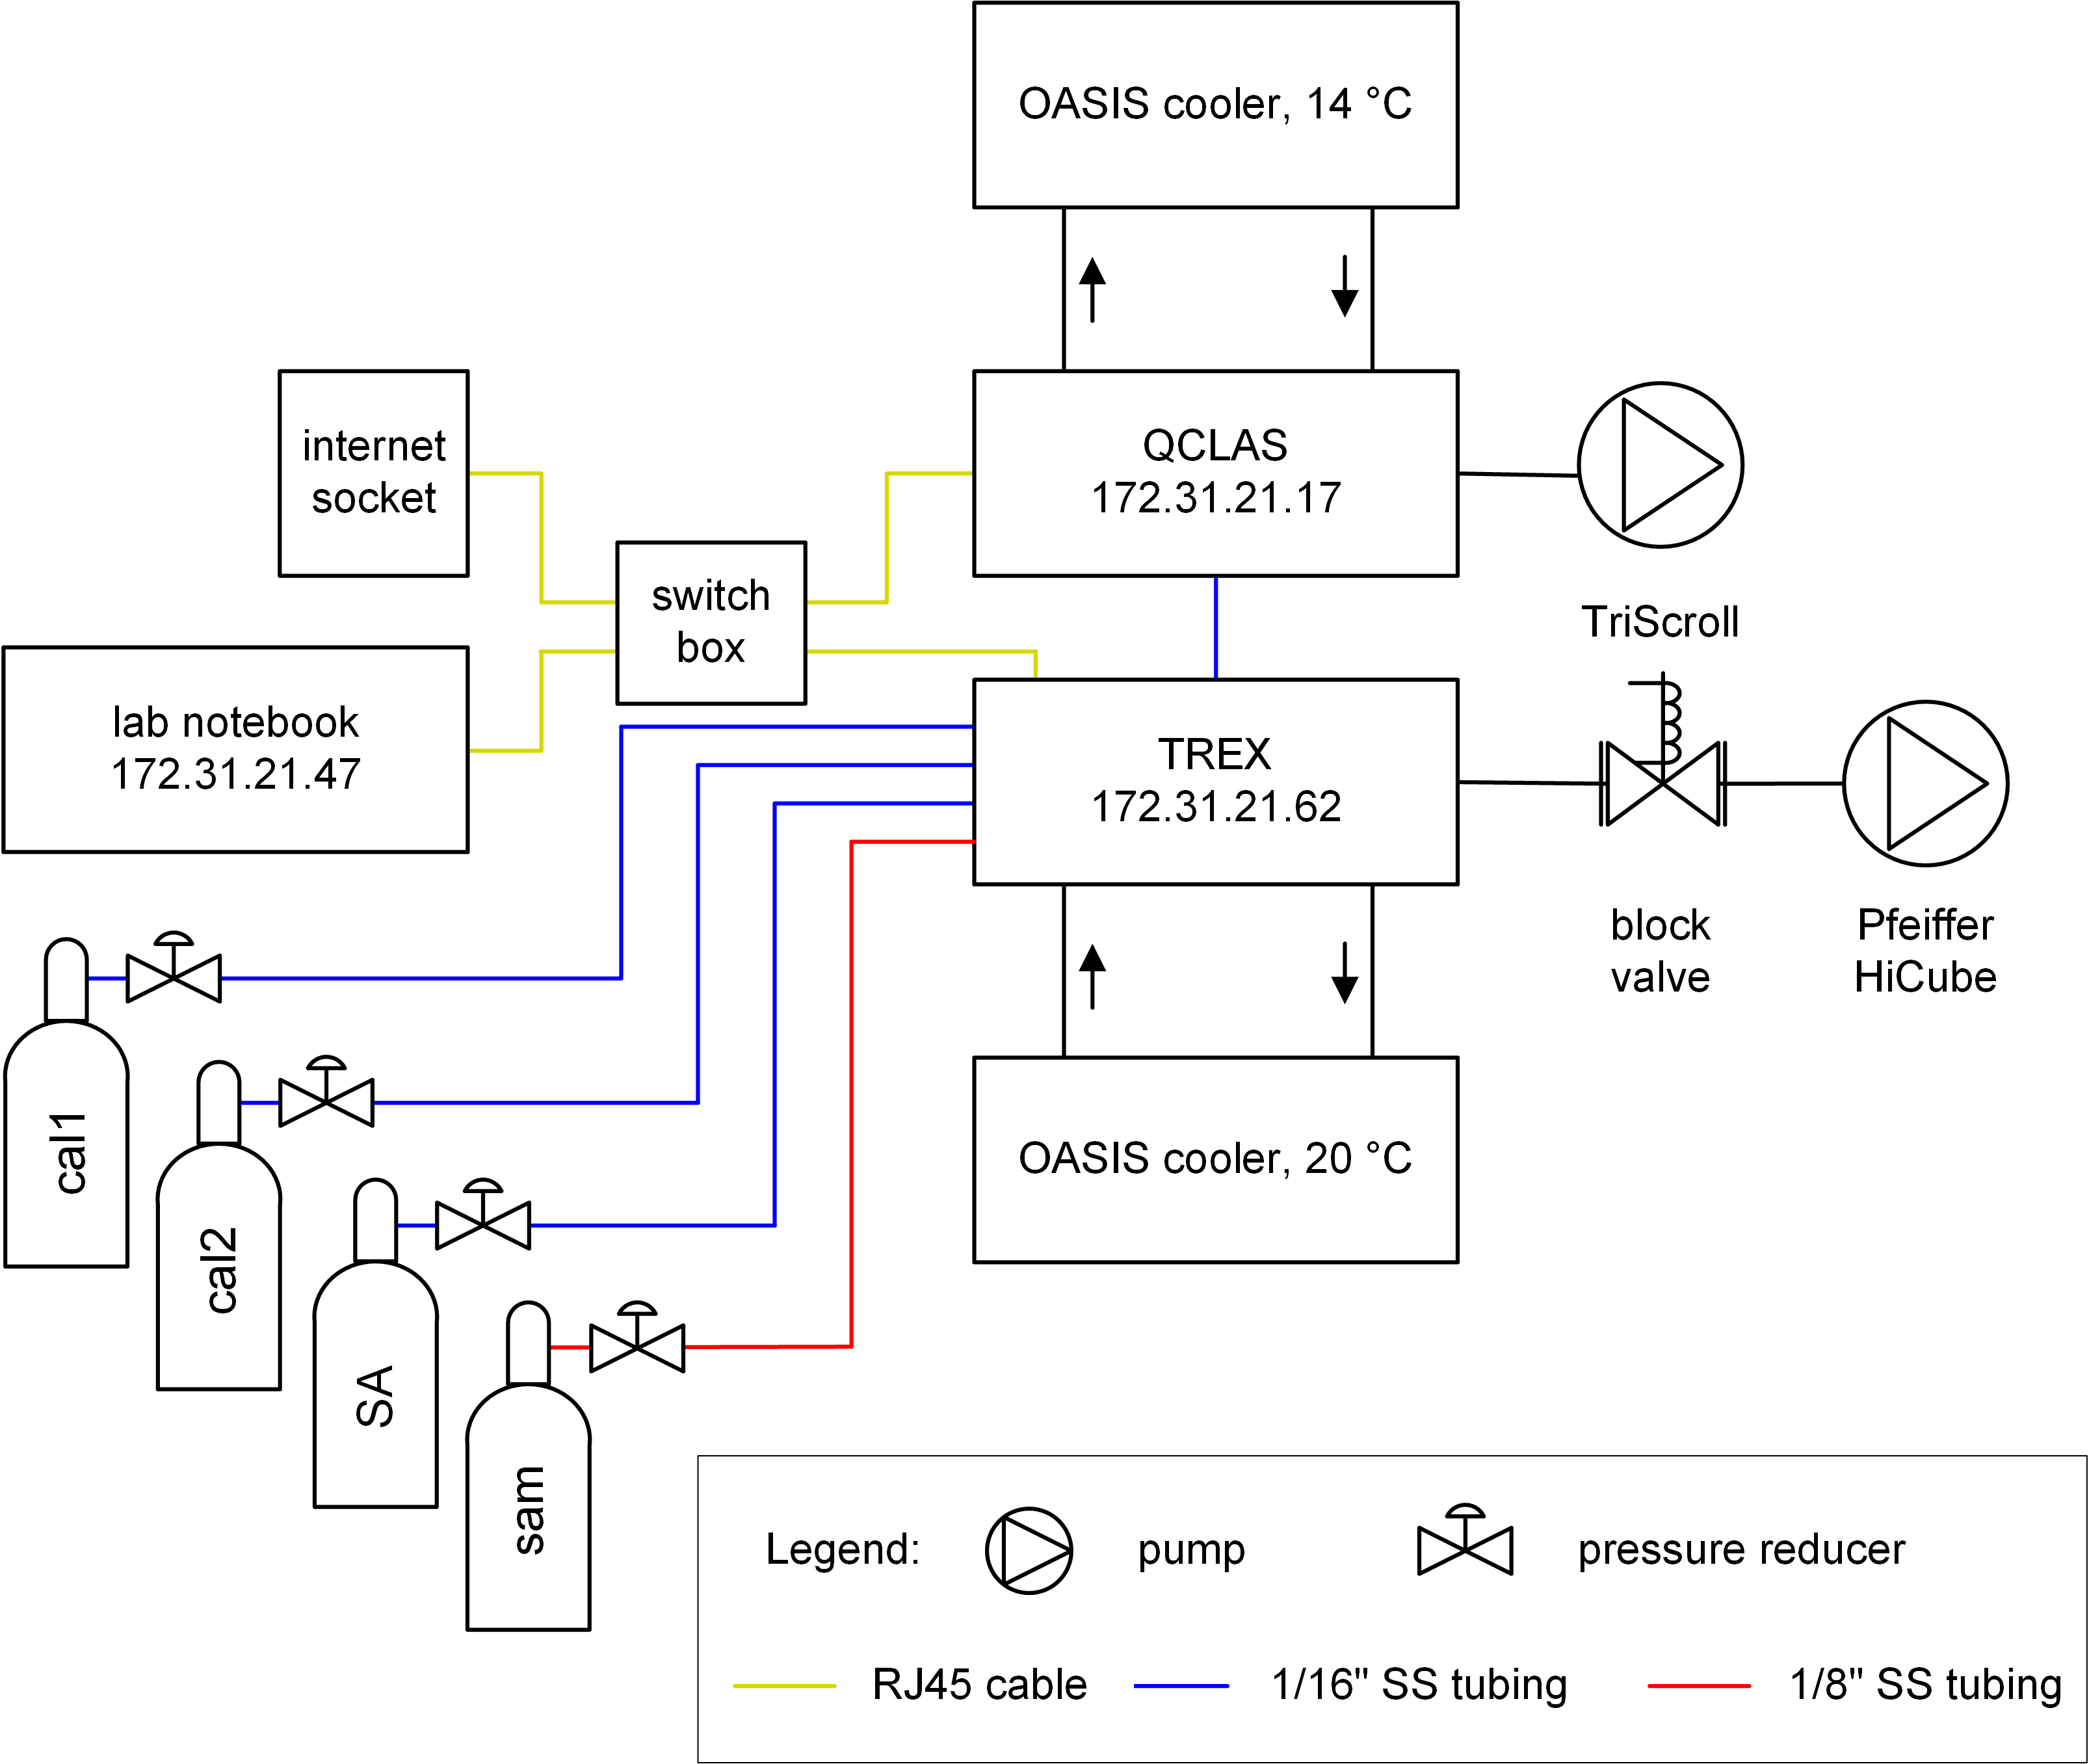 OASIS cooler, 14 °C
internet
socket
QCLAS
172.31.21.17
switch
box
TriScroll
lab notebook
172.31.21.47
TREX
172.31.21.62
block
valve
Pfeiffer
HiCube
OASIS cooler, 20 °C
cal1
cal2
SA
sam
Legend:
pump
pressure reducer
RJ45 cable
1/16" SS tubing
1/8" SS tubing